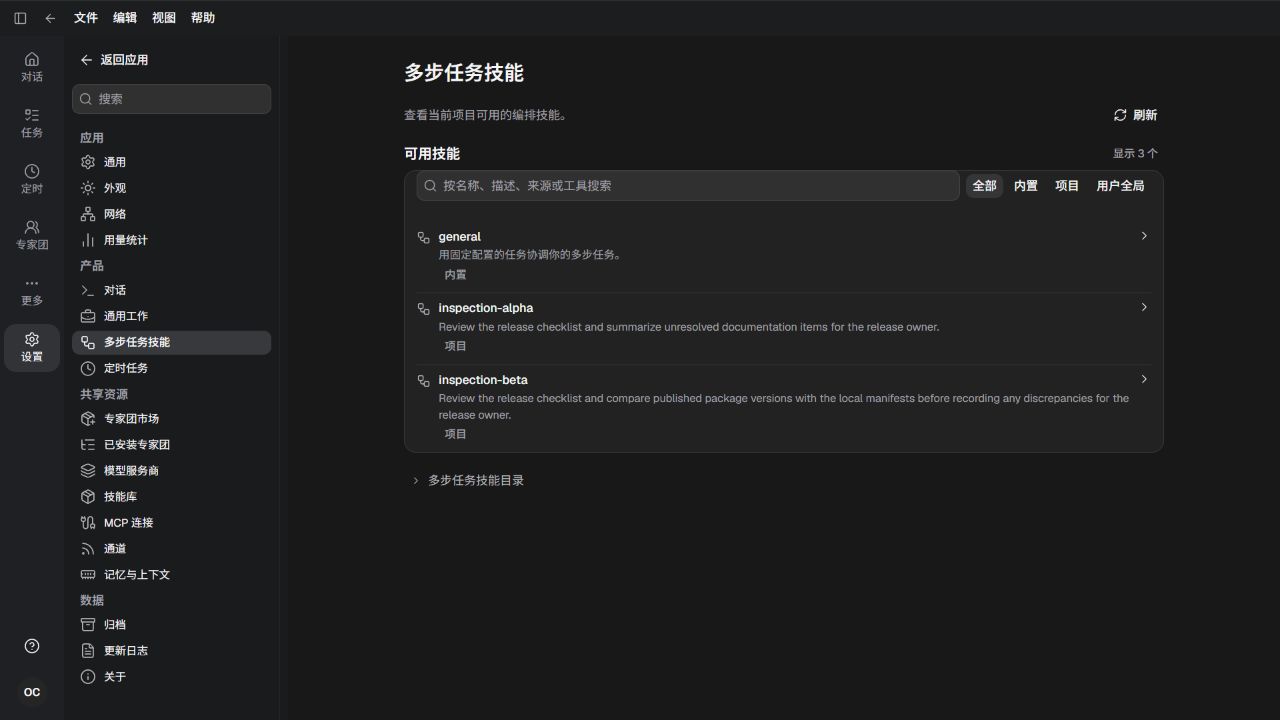 文件 编辑 视图 帮助
对话
任务
定时
专家团
更多
设置
OC
返回应用
搜索
应用
通用
外观
网络
用量统计
产品
对话
通用工作
多步任务技能
定时任务
共享资源
专家团市场
已安装专家团
模型服务商
技能库
MCP 连接
通道
记忆与上下文
数据
归档
更新日志
关于
多步任务技能
查看当前项目可用的编排技能。
刷新
可用技能
显示 3 个
按名称、描述、来源或工具搜索
全部 内置 项目 用户全局
general
用固定配置的任务协调你的多步任务。
内置
inspection-alpha
Review the release checklist and summarize unresolved documentation items for the release owner.
项目
inspection-beta
Review the release checklist and compare published package versions with the local manifests before recording any discrepancies for the
release owner.
项目
多步任务技能目录